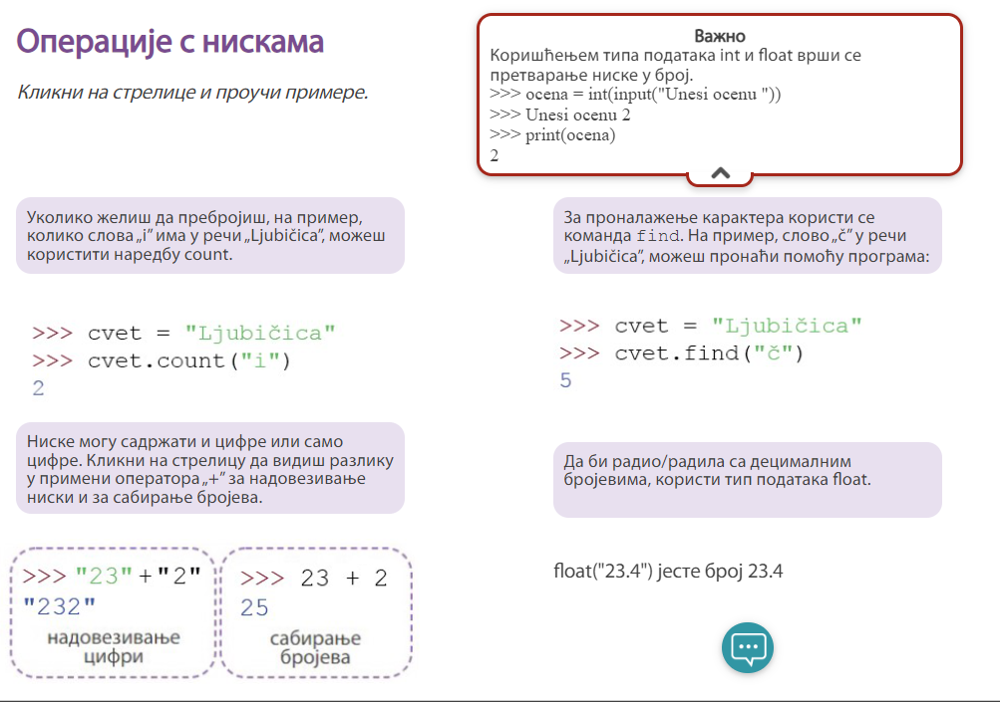 Операције с нискама
Кликни на стрелице и проучи примере.
Важно
Коришћењем типа података int и float врши се
претварање ниске у број.
>>> ocena = int(input("Unesi ocenu "))
>>> Unesi ocenu 2
>>> print(ocena)
2
Уколико желиш да пребројиш, на пример,
колико слова „i” има у речи „Ljubičica”, можеш
користити наредбу count.
>>> cvet = "Ljubičica"
>>> cvet.count("i")
2
За проналажење карактера користи се
команда find. На пример, слово „č” у речи
„Ljubičica”, можеш пронаћи помоћу програма:
>>> cvet = "Ljubičica"
>>> cvet.find("č")
5
Ниске могу садржати и цифре или само
цифре. Кликни на стрелицу да видиш разлику
у примени оператора „+” за надовезивање
ниски и за сабирање бројева.
>>> "23"+"2"
"232"
надовезивање
цифри
>>> 23 + 2
25
сабирање
бројева
Да би радио/радила са децималним
бројевима, користи тип података float.
float("23.4") јесте број 23.4